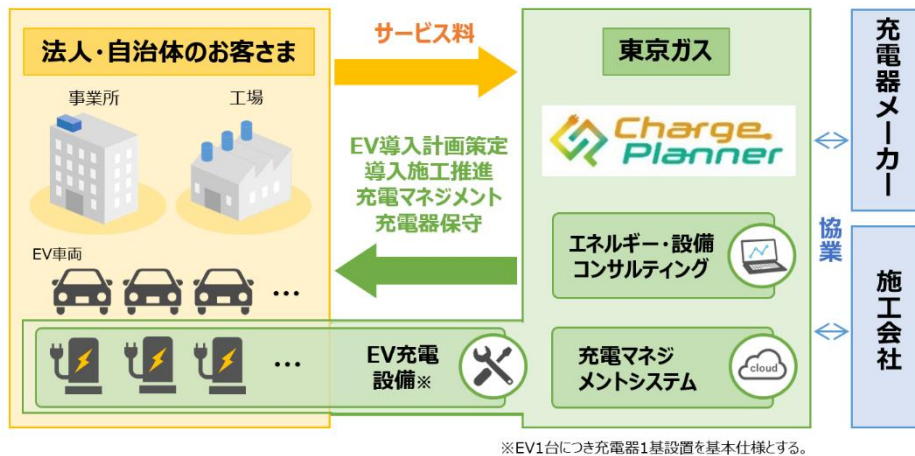 法人・自治体のお客さま
事業所
工場
EV車両
…
…
サービス料
EV導入計画策定
導入施工推進
充電マネジメント
充電器保守
EV充電
設備※
東京ガス
Charge
Planner
エネルギー・設備
コンサルティング
充電マネジ
メントシステム
cloud
協業
充電器メーカー
施工会社
※EV1台につき充電器1基設置を基本仕様とする。